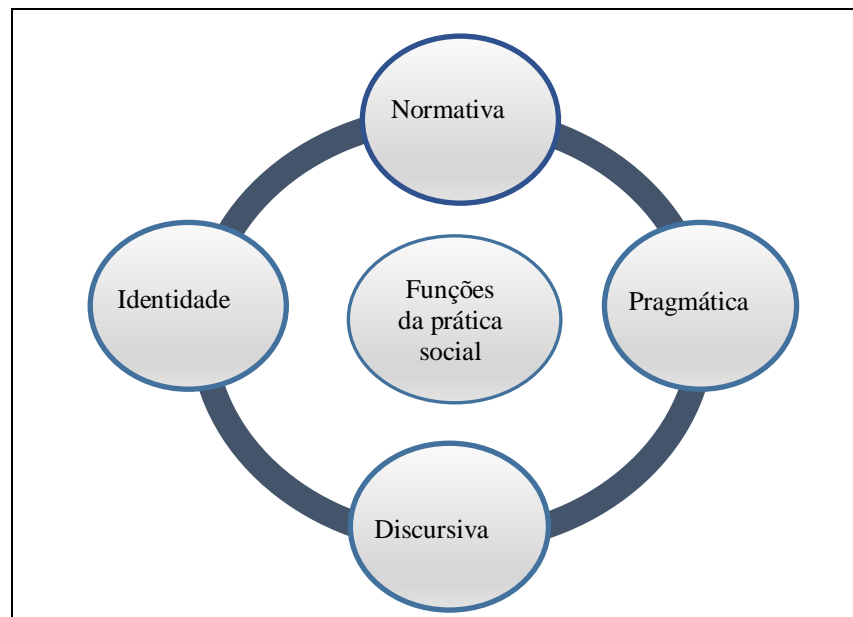 Normativa
Identidade
Funções
da prática
social
Pragmática
Discursiva